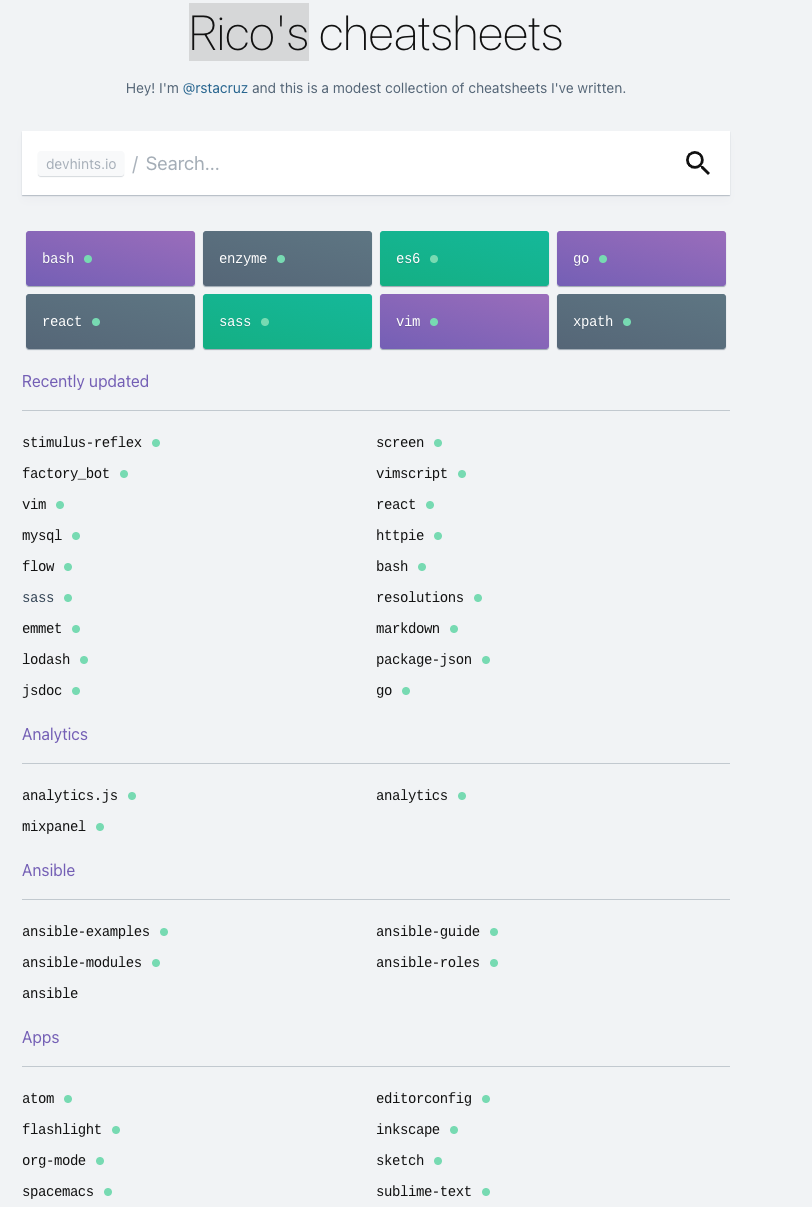 Rico's cheatsheets
Hey! I'm @rstacruz and this is a modest collection of cheatsheets I've written.
devhints.io / Search...
bash enzyme es6 go
react sass vim xpath
Recently updated
stimulus-reflex screen
factory_bot vimscript
vim react
mysql httpie
flow bash
sass resolutions
emmet markdown
lodash package-json
jsdoc go
Analytics
analytics.js analytics
mixpanel
Ansible
ansible-examples ansible-guide
ansible-modules ansible-roles
ansible
Apps
atom editorconfig
flashlight inkscape
org-mode sketch
spacemacs sublime-text